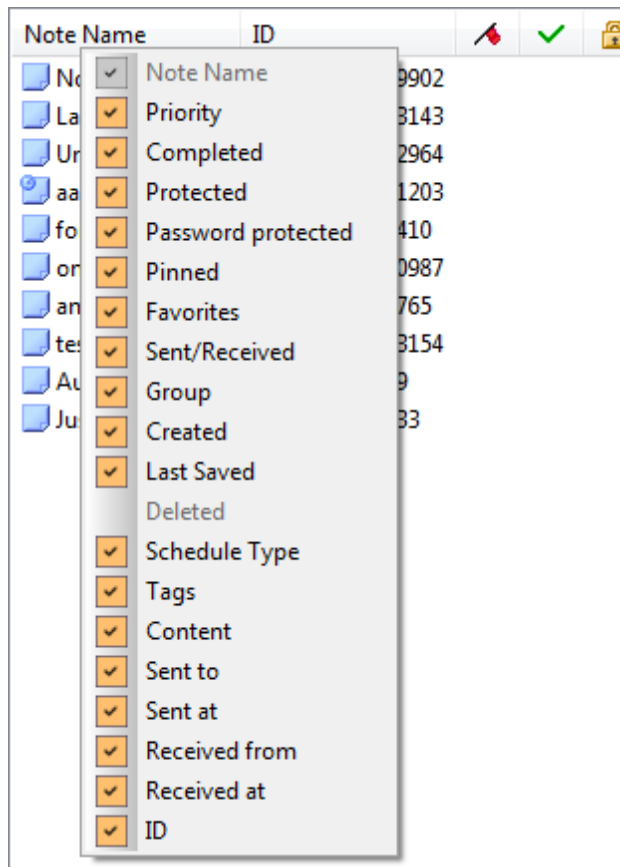 Note Name ID
Note Name
9902
Priority
3143
Completed
2964
Protected
1203
Password protected
410
Pinned
0987
Favorites
765
Sent/Received
3154
Group
9
Created
33
Last Saved
Deleted
Schedule Type
Tags
Content
Sent to
Sent at
Received from
Received at
ID